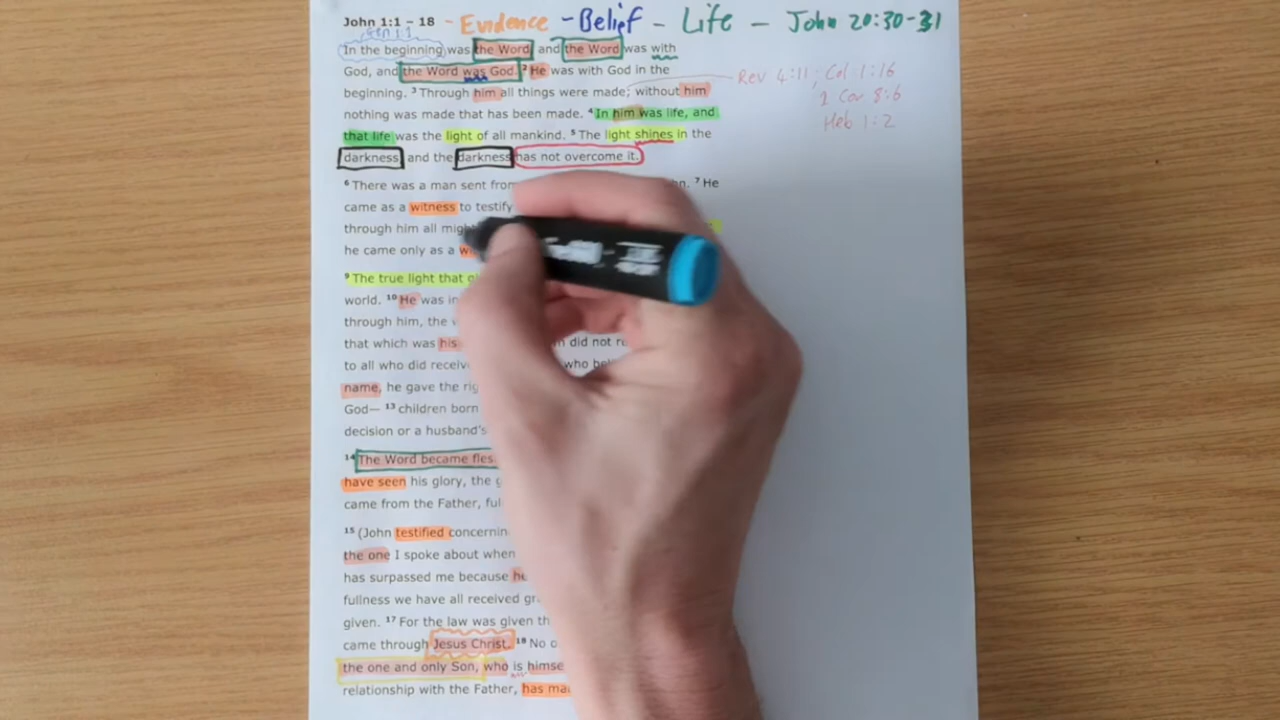 John 1:1 – 18 - Evidence - Belief - Life - John 20:30-31
Gen 1:1
In the beginning was the Word, and the Word was with
God, and the Word was God. ² He was with God in the
beginning. ³ Through him all things were made; without him
Rev 4:11; Col 1:16
1 Cor 8:6
Heb 1:2
nothing was made that has been made. ⁴ In him was life, and
that life was the light of all mankind. ⁵ The light shines in the
darkness, and the darkness has not overcome it.
⁶ There was a man sent from ⁷ He
came as a witness to testify
through him all might
he came only as a
⁹ The true light that
world. ¹⁰ He was in
through him, the
that which was his did not
to all who did who
name, he gave the
God— ¹³ children born
decision or a husband's
¹⁴ The Word became
have seen his glory, the
came from the Father,
¹⁵ (John testified
the one I spoke about when
has surpassed me because
fullness we have all received
given. ¹⁷ For the law was given
came through Jesus Christ. ¹⁸ No
the one and only Son, who is
relationship with the Father, has